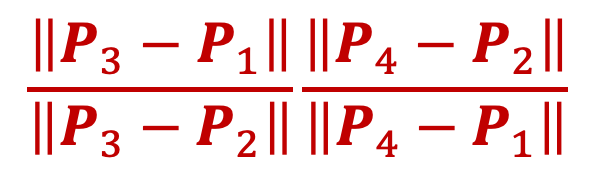 ‖P₃ − P₁‖ ‖P₄ − P₂‖
‖P₃ − P₂‖ ‖P₄ − P₁‖